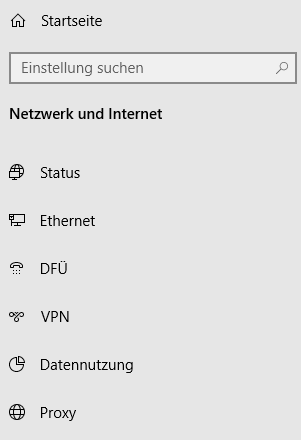 Startseite
Einstellung suchen
Netzwerk und Internet
Status
Ethernet
DFÜ
VPN
Datennutzung
Proxy